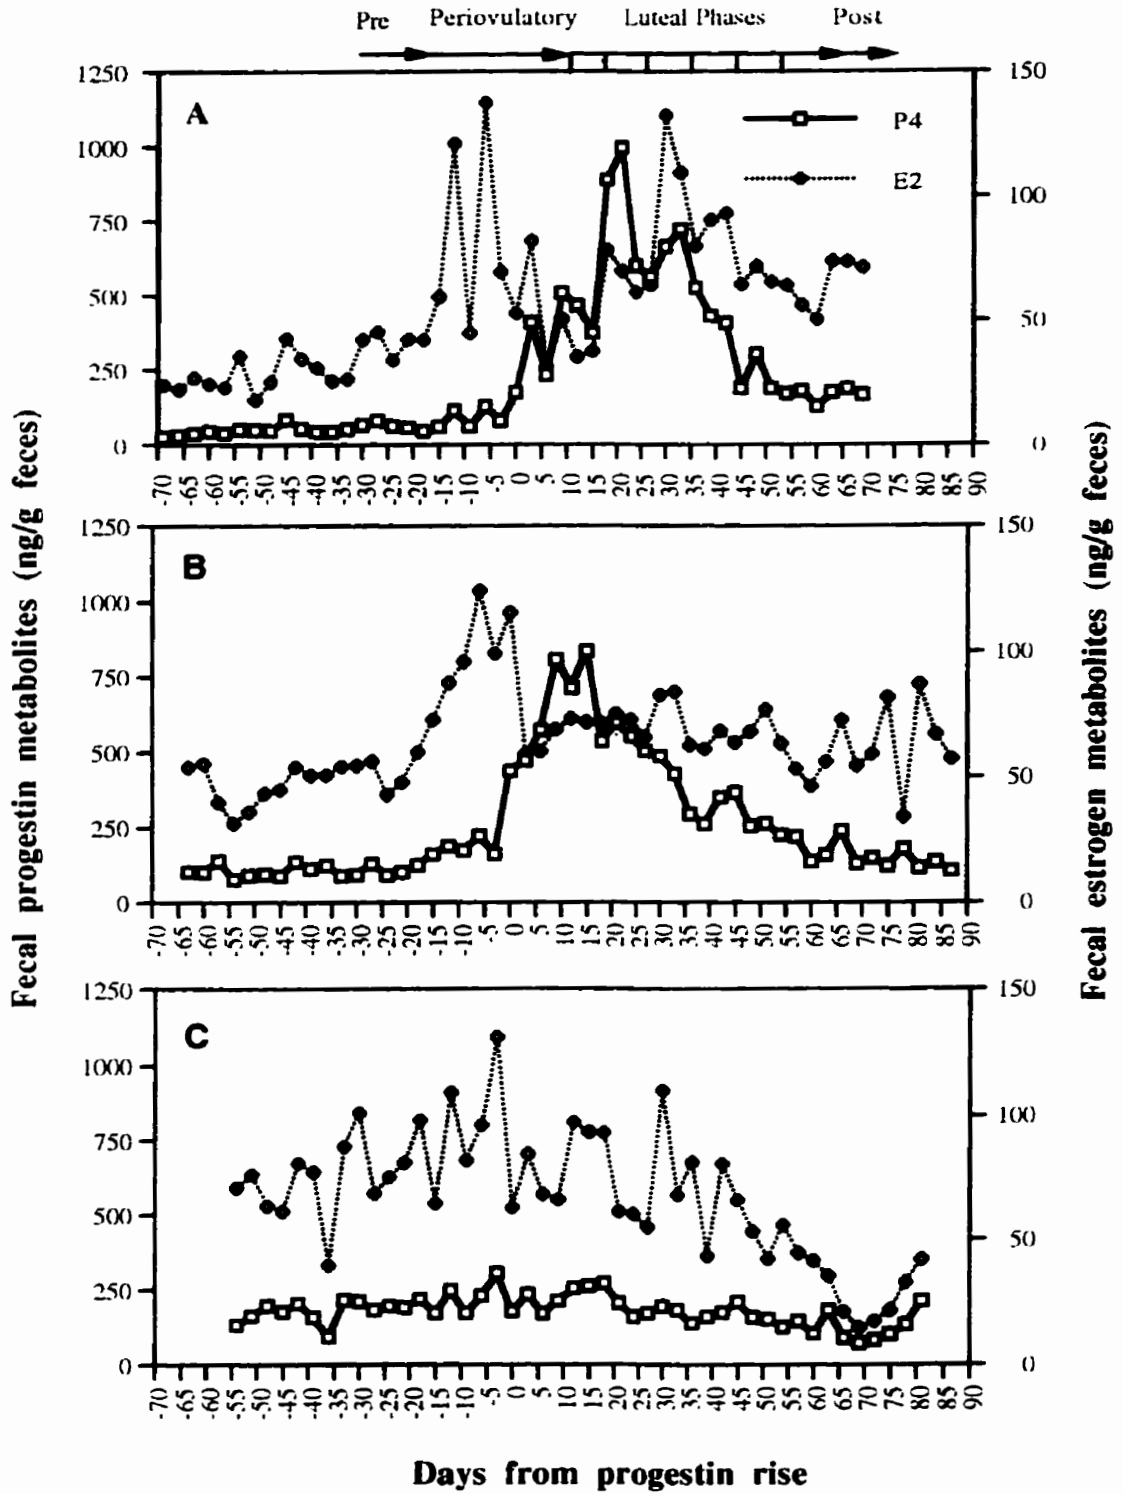 Pre Periovulatory Luteal Phases Post
1250 150
A
P4
1000
E2
100
750
500
50
250
0 0
-70 -65 -60 -55 -50 -45 -40 -35 -30 -25 -20 -15 -10 -5 0 5 10 15 20 25 30 35 40 45 50 55 60 65 70 75 80 85 90
1250 150
B
1000
100
750
500
50
250
0 0
-70 -65 -60 -55 -50 -45 -40 -35 -30 -25 -20 -15 -10 -5 0 5 10 15 20 25 30 35 40 45 50 55 60 65 70 75 80 85 90
1250 150
C
1000
100
750
500
50
250
0 0
-70 -65 -60 -55 -50 -45 -40 -35 -30 -25 -20 -15 -10 -5 0 5 10 15 20 25 30 35 40 45 50 55 60 65 70 75 80 85 90
Fecal progestin metabolites (ng/g feces)
Fecal estrogen metabolites (ng/g feces)
Days from progestin rise